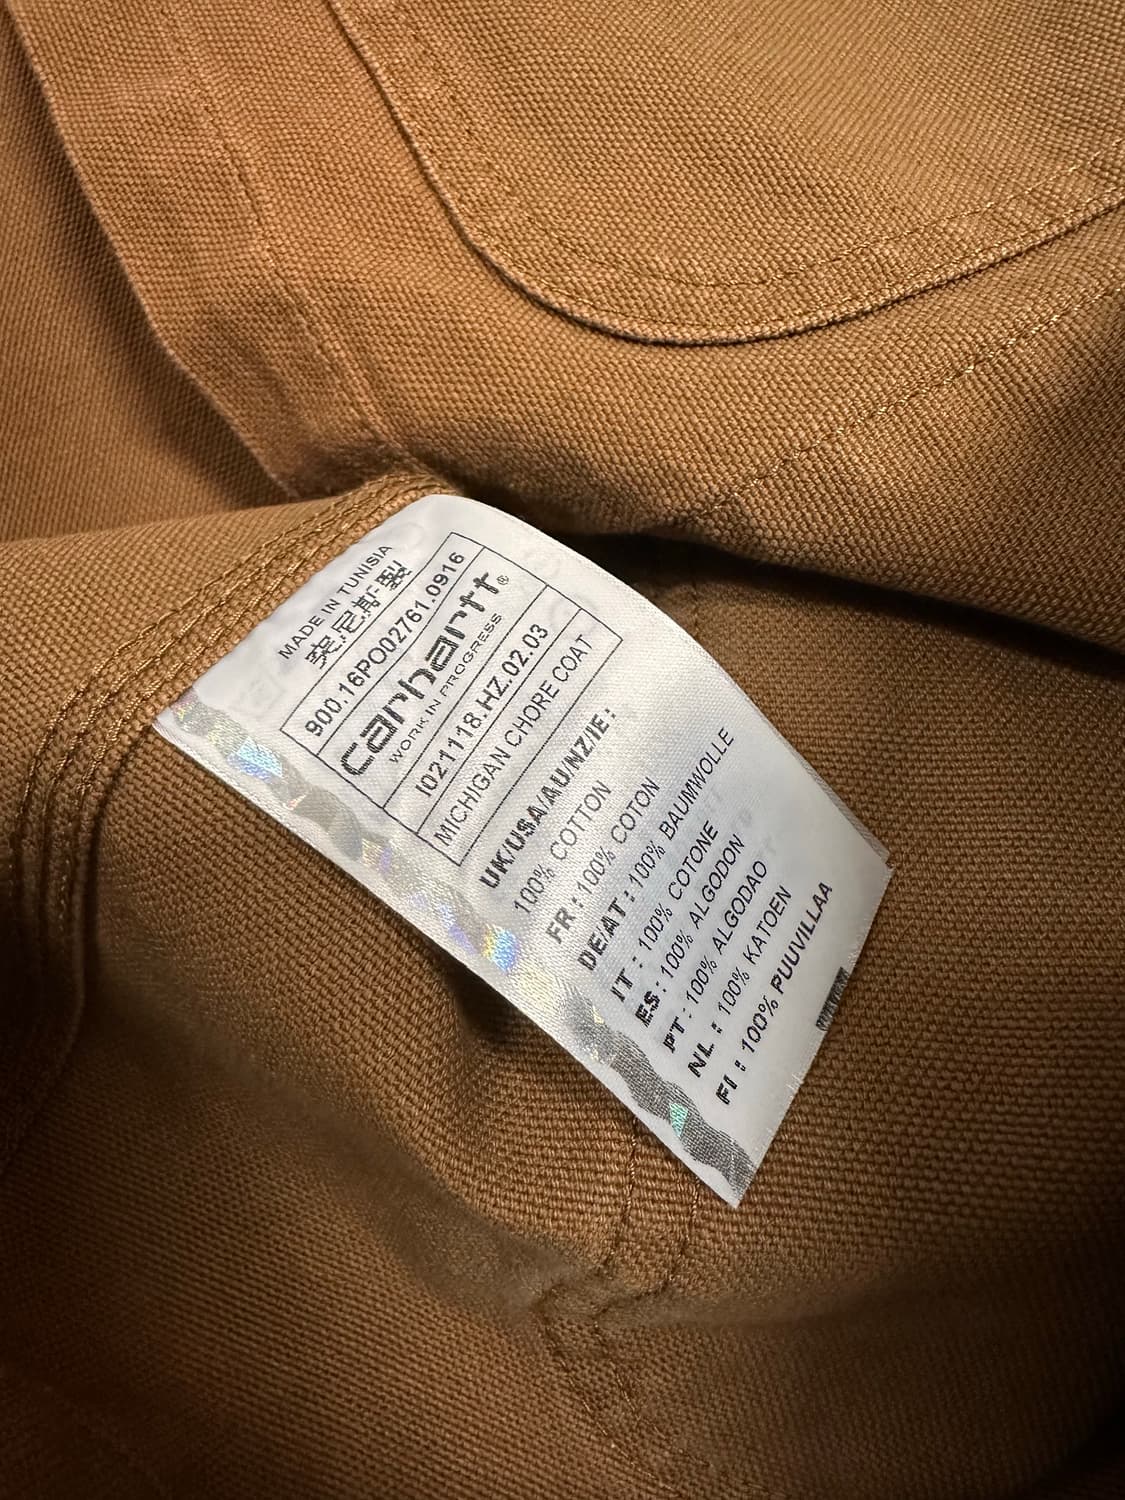 MADE IN TUNISIA
突尼斯製
900.16PO02761.0916
carhartt®
WORK IN PROGRESS
I021118.HZ.02.03
MICHIGAN CHORE COAT
UK/USA/AU/NZ/IE :
100% COTTON
FR : 100% COTON
DE/AT : 100% BAUMWOLLE
IT : 100% COTONE
ES : 100% ALGODON
PT : 100% ALGODAO
NL : 100% KATOEN
FI : 100% PUUVILLAA